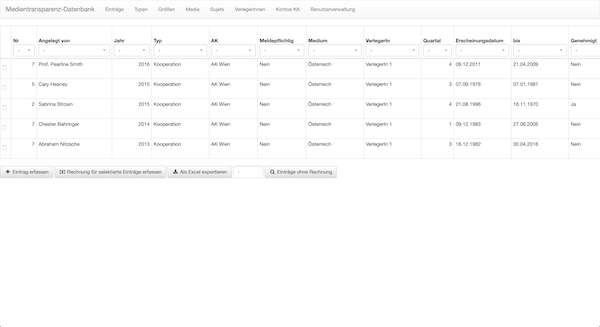 Medientransparenz-Datenbank Einträge Typen Größen Media Sujets VerlegerInnen Kontos KK Benutzerverwaltung
Nr Angelegt von Jahr Typ AK Meldepflichtig Medium VerlegerIn Quartal Erscheinungsdatum bis Genehmigt
- - - - - - - - - - - -
7 Prof. Pearline Smith 2016 Kooperation AK Wien Nein Österreich VerlegerIn 1 4 09.12.2011 21.04.2009 Nein
5 Cary Heaney 2015 Kooperation AK Wien Nein Österreich VerlegerIn 1 3 07.09.1976 07.01.1981 Nein
2 Sabrina Strosin 2015 Kooperation AK Wien Nein Österreich VerlegerIn 1 4 21.08.1996 16.11.1970 Ja
7 Chester Bahringer 2014 Kooperation AK Wien Nein Österreich VerlegerIn 1 1 09.12.1983 27.06.2005 Nein
7 Abraham Nitzsche 2013 Kooperation AK Wien Nein Österreich VerlegerIn 1 3 16.12.1982 30.04.2016 Nein
Eintrag erfassen Rechnung für selektierte Einträge erfassen Als Excel exportieren - Einträge ohne Rechnung